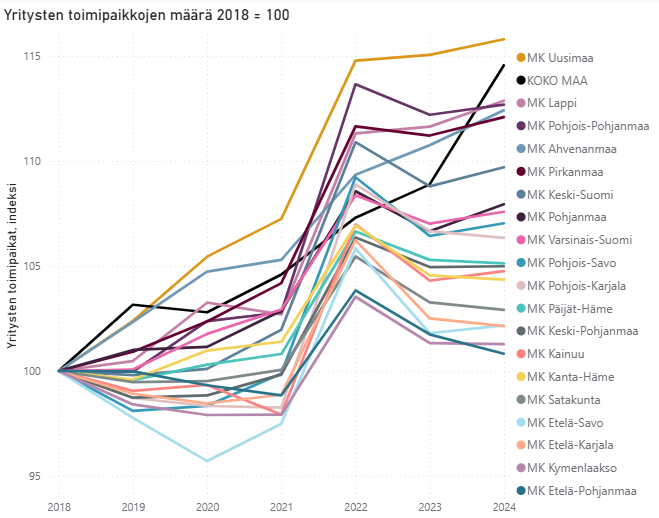 Yritysten toimipaikkojen määrä 2018 = 100
Yritysten toimipaikat, indeksi
115
110
105
100
95
2018 2019 2020 2021 2022 2023 2024
MK Uusimaa
KOKO MAA
MK Lappi
MK Pohjois-Pohjanmaa
MK Ahvenanmaa
MK Pirkanmaa
MK Keski-Suomi
MK Pohjanmaa
MK Varsinais-Suomi
MK Pohjois-Savo
MK Pohjois-Karjala
MK Päijät-Häme
MK Keski-Pohjanmaa
MK Kainuu
MK Kanta-Häme
MK Satakunta
MK Etelä-Savo
MK Etelä-Karjala
MK Kymenlaakso
MK Etelä-Pohjanmaa